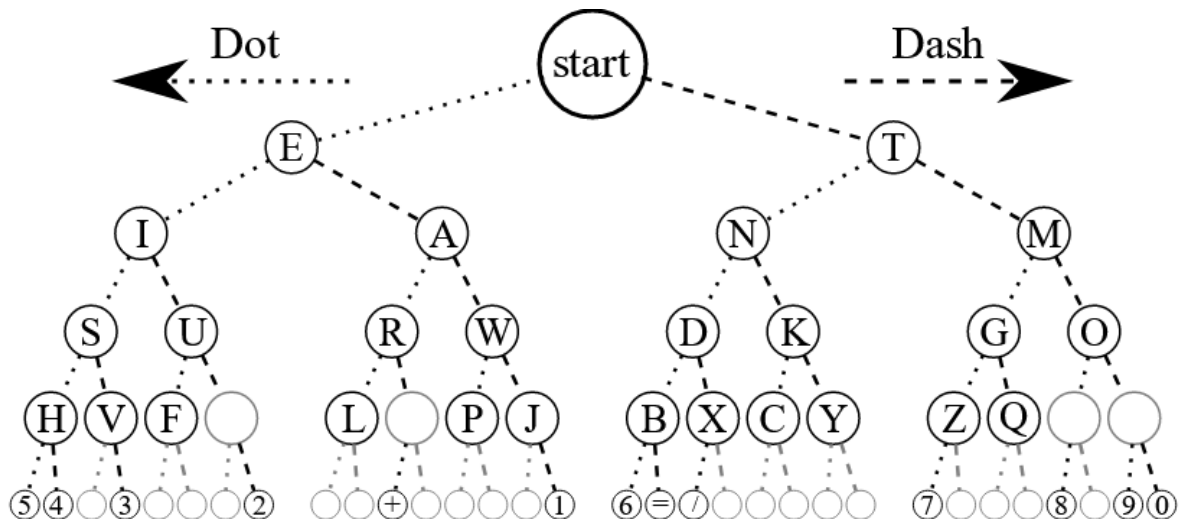 Dot start Dash
E T
I A N M
S U R W D K G O
H V F L P J B X C Y Z Q
5 4 3 2 + 1 6 = / 7 8 9 0